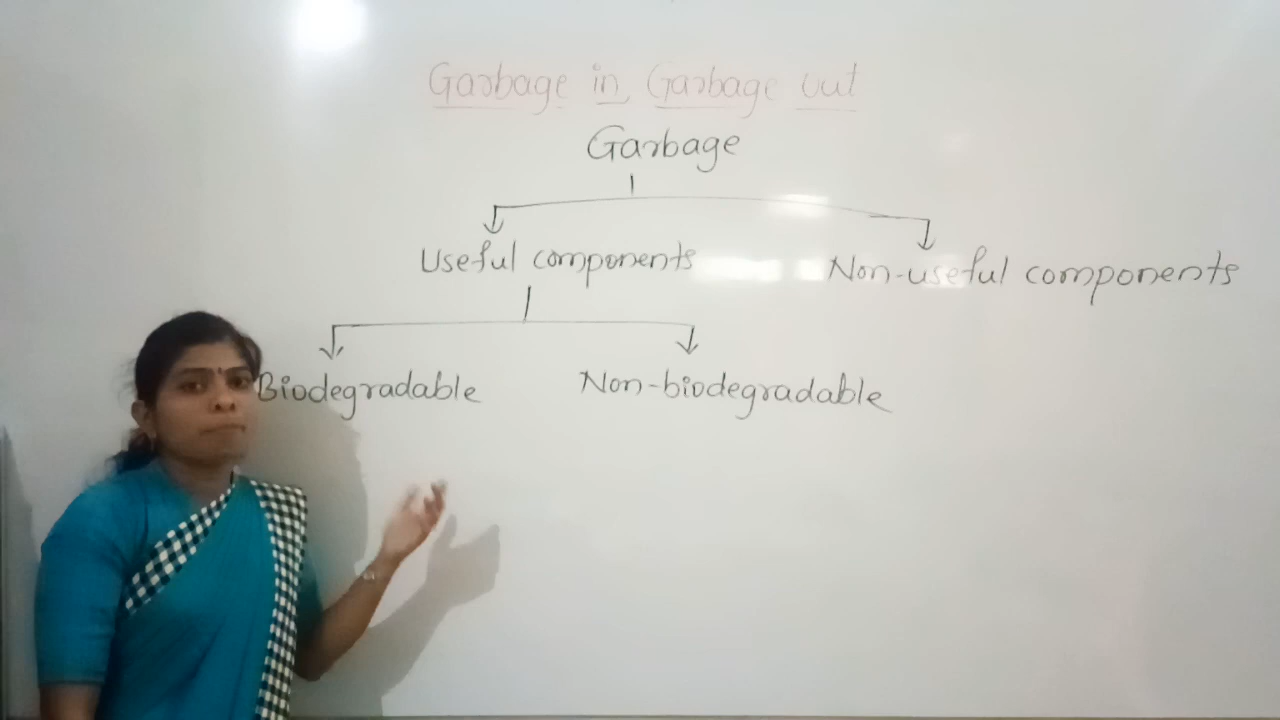 Garbage in Garbage out
Garbage
Useful components
Non-useful components
Biodegradable
Non-biodegradable